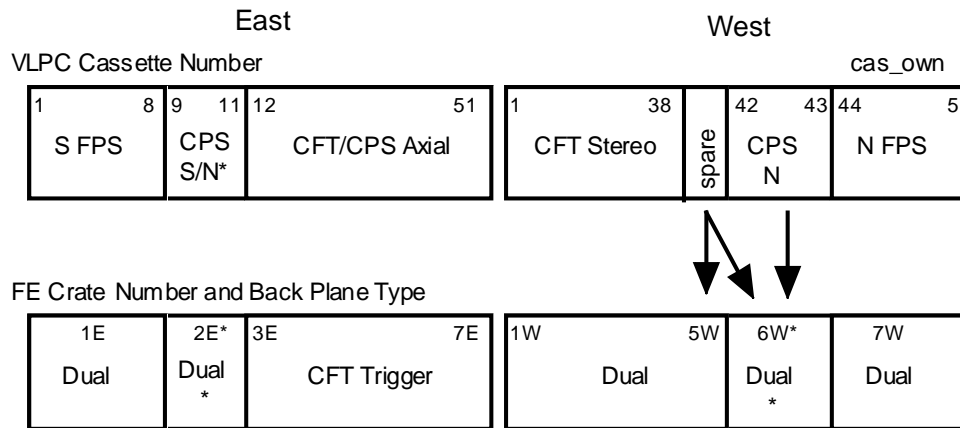 East West
VLPC Cassette Number cas_own
1 8 9 11 12 51 1 38 42 43 44 5
S FPS CPS CFT/CPS Axial CFT Stereo spare CPS N FPS
S/N* N
FE Crate Number and Back Plane Type
1E 2E* 3E 7E 1W 5W 6W* 7W
Dual Dual CFT Trigger Dual Dual Dual
* *